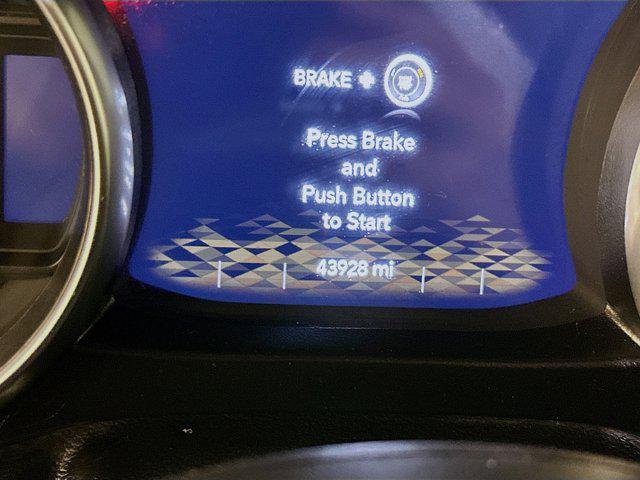 BRAKE +
Press Brake
and
Push Button
to Start
43928 mi